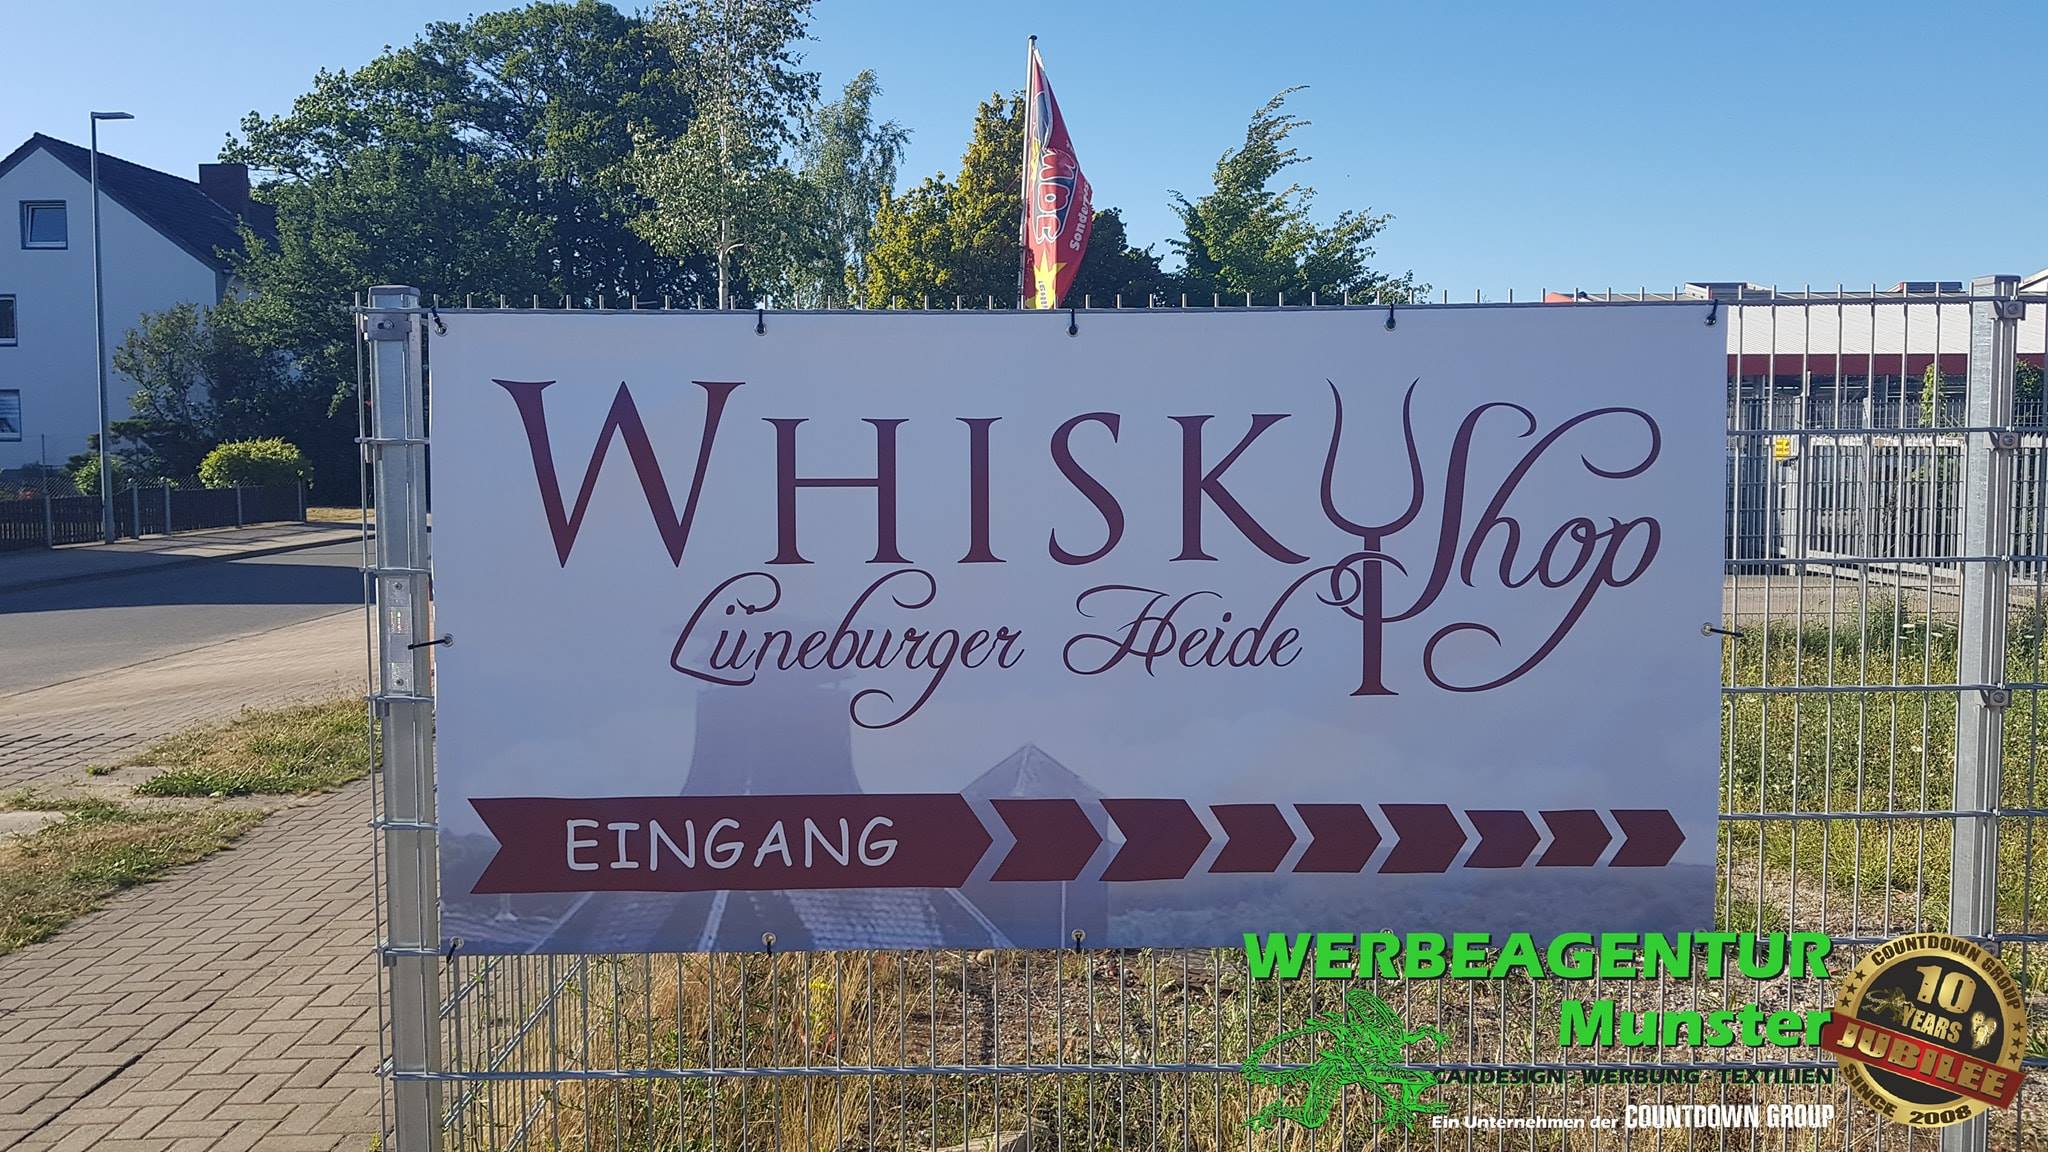 WHISKY Shop
Lüneburger Heide
EINGANG
WERBEAGENTUR
Munster
CARDESIGN · WERBUNG · TEXTILIEN
Ein Unternehmen der COUNTDOWN GROUP
COUNTDOWN GROUP
10
YEARS
JUBILEE
SINCE 2008